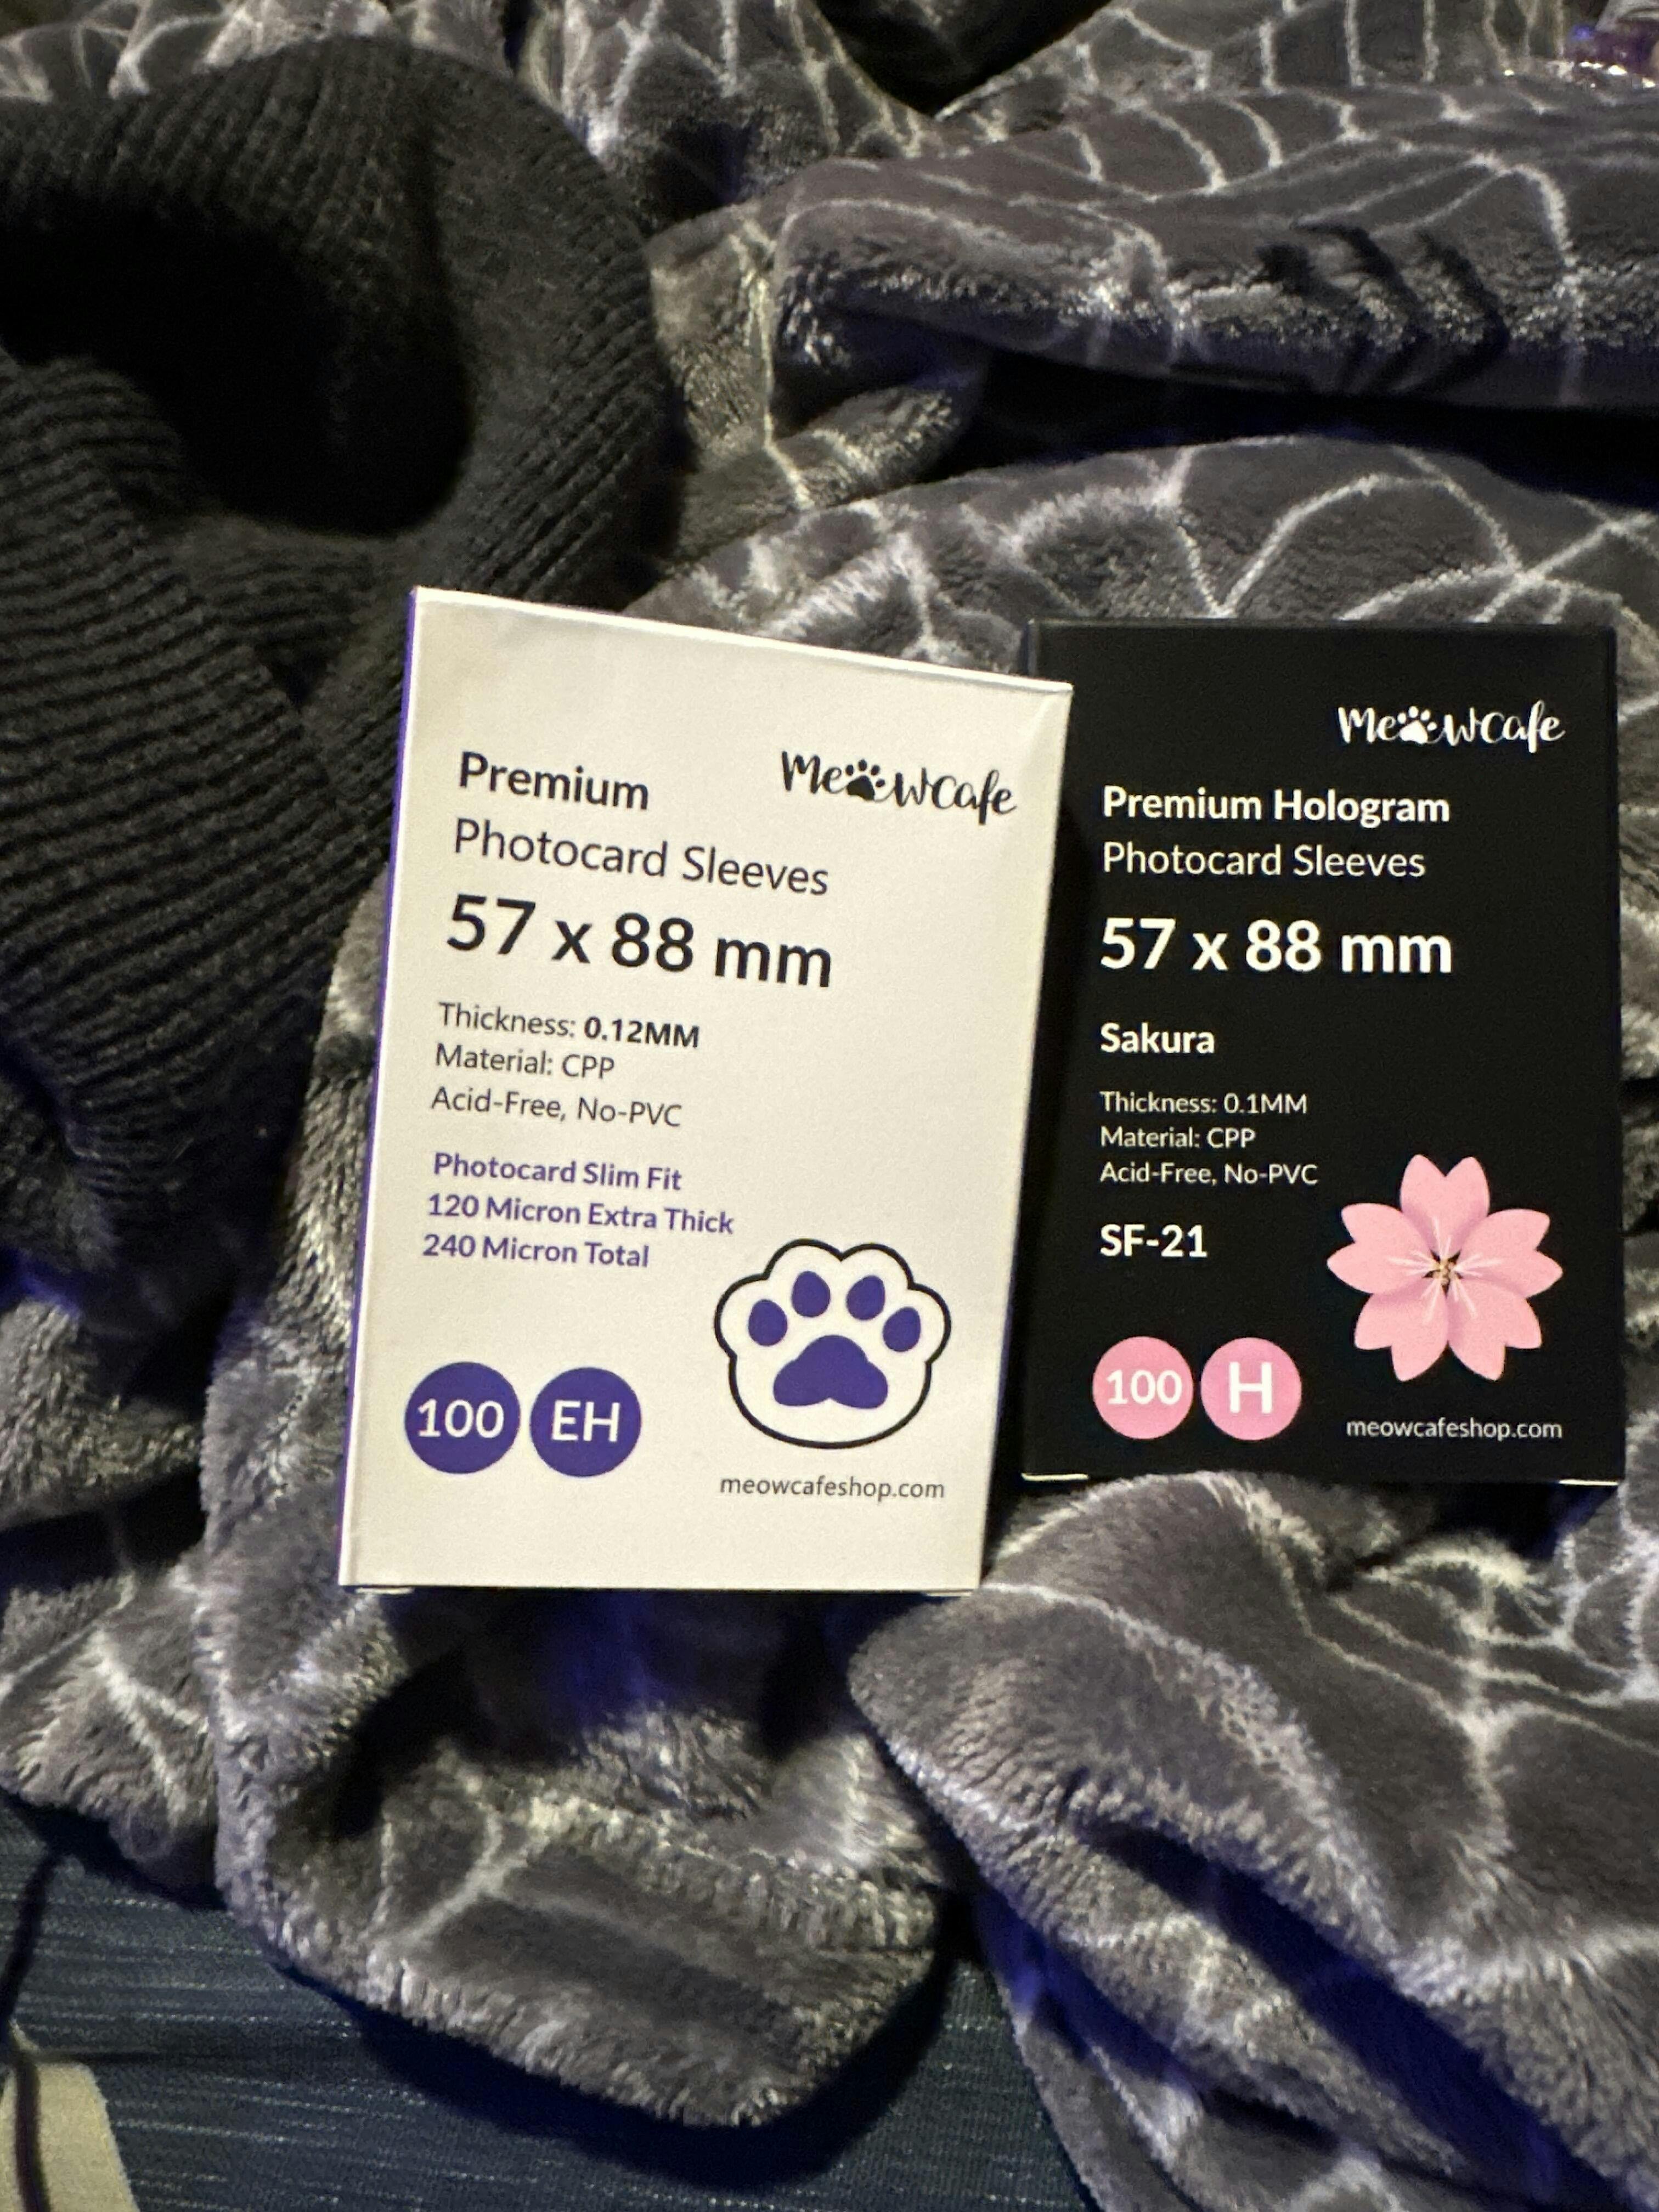 MeowCafe
Premium
Photocard Sleeves
57 x 88 mm
Thickness: 0.12MM
Material: CPP
Acid-Free, No-PVC
Photocard Slim Fit
120 Micron Extra Thick
240 Micron Total
100 EH
meowcafeshop.com
MeowCafe
Premium Hologram
Photocard Sleeves
57 x 88 mm
Sakura
Thickness: 0.1MM
Material: CPP
Acid-Free, No-PVC
SF-21
100 H
meowcafeshop.com